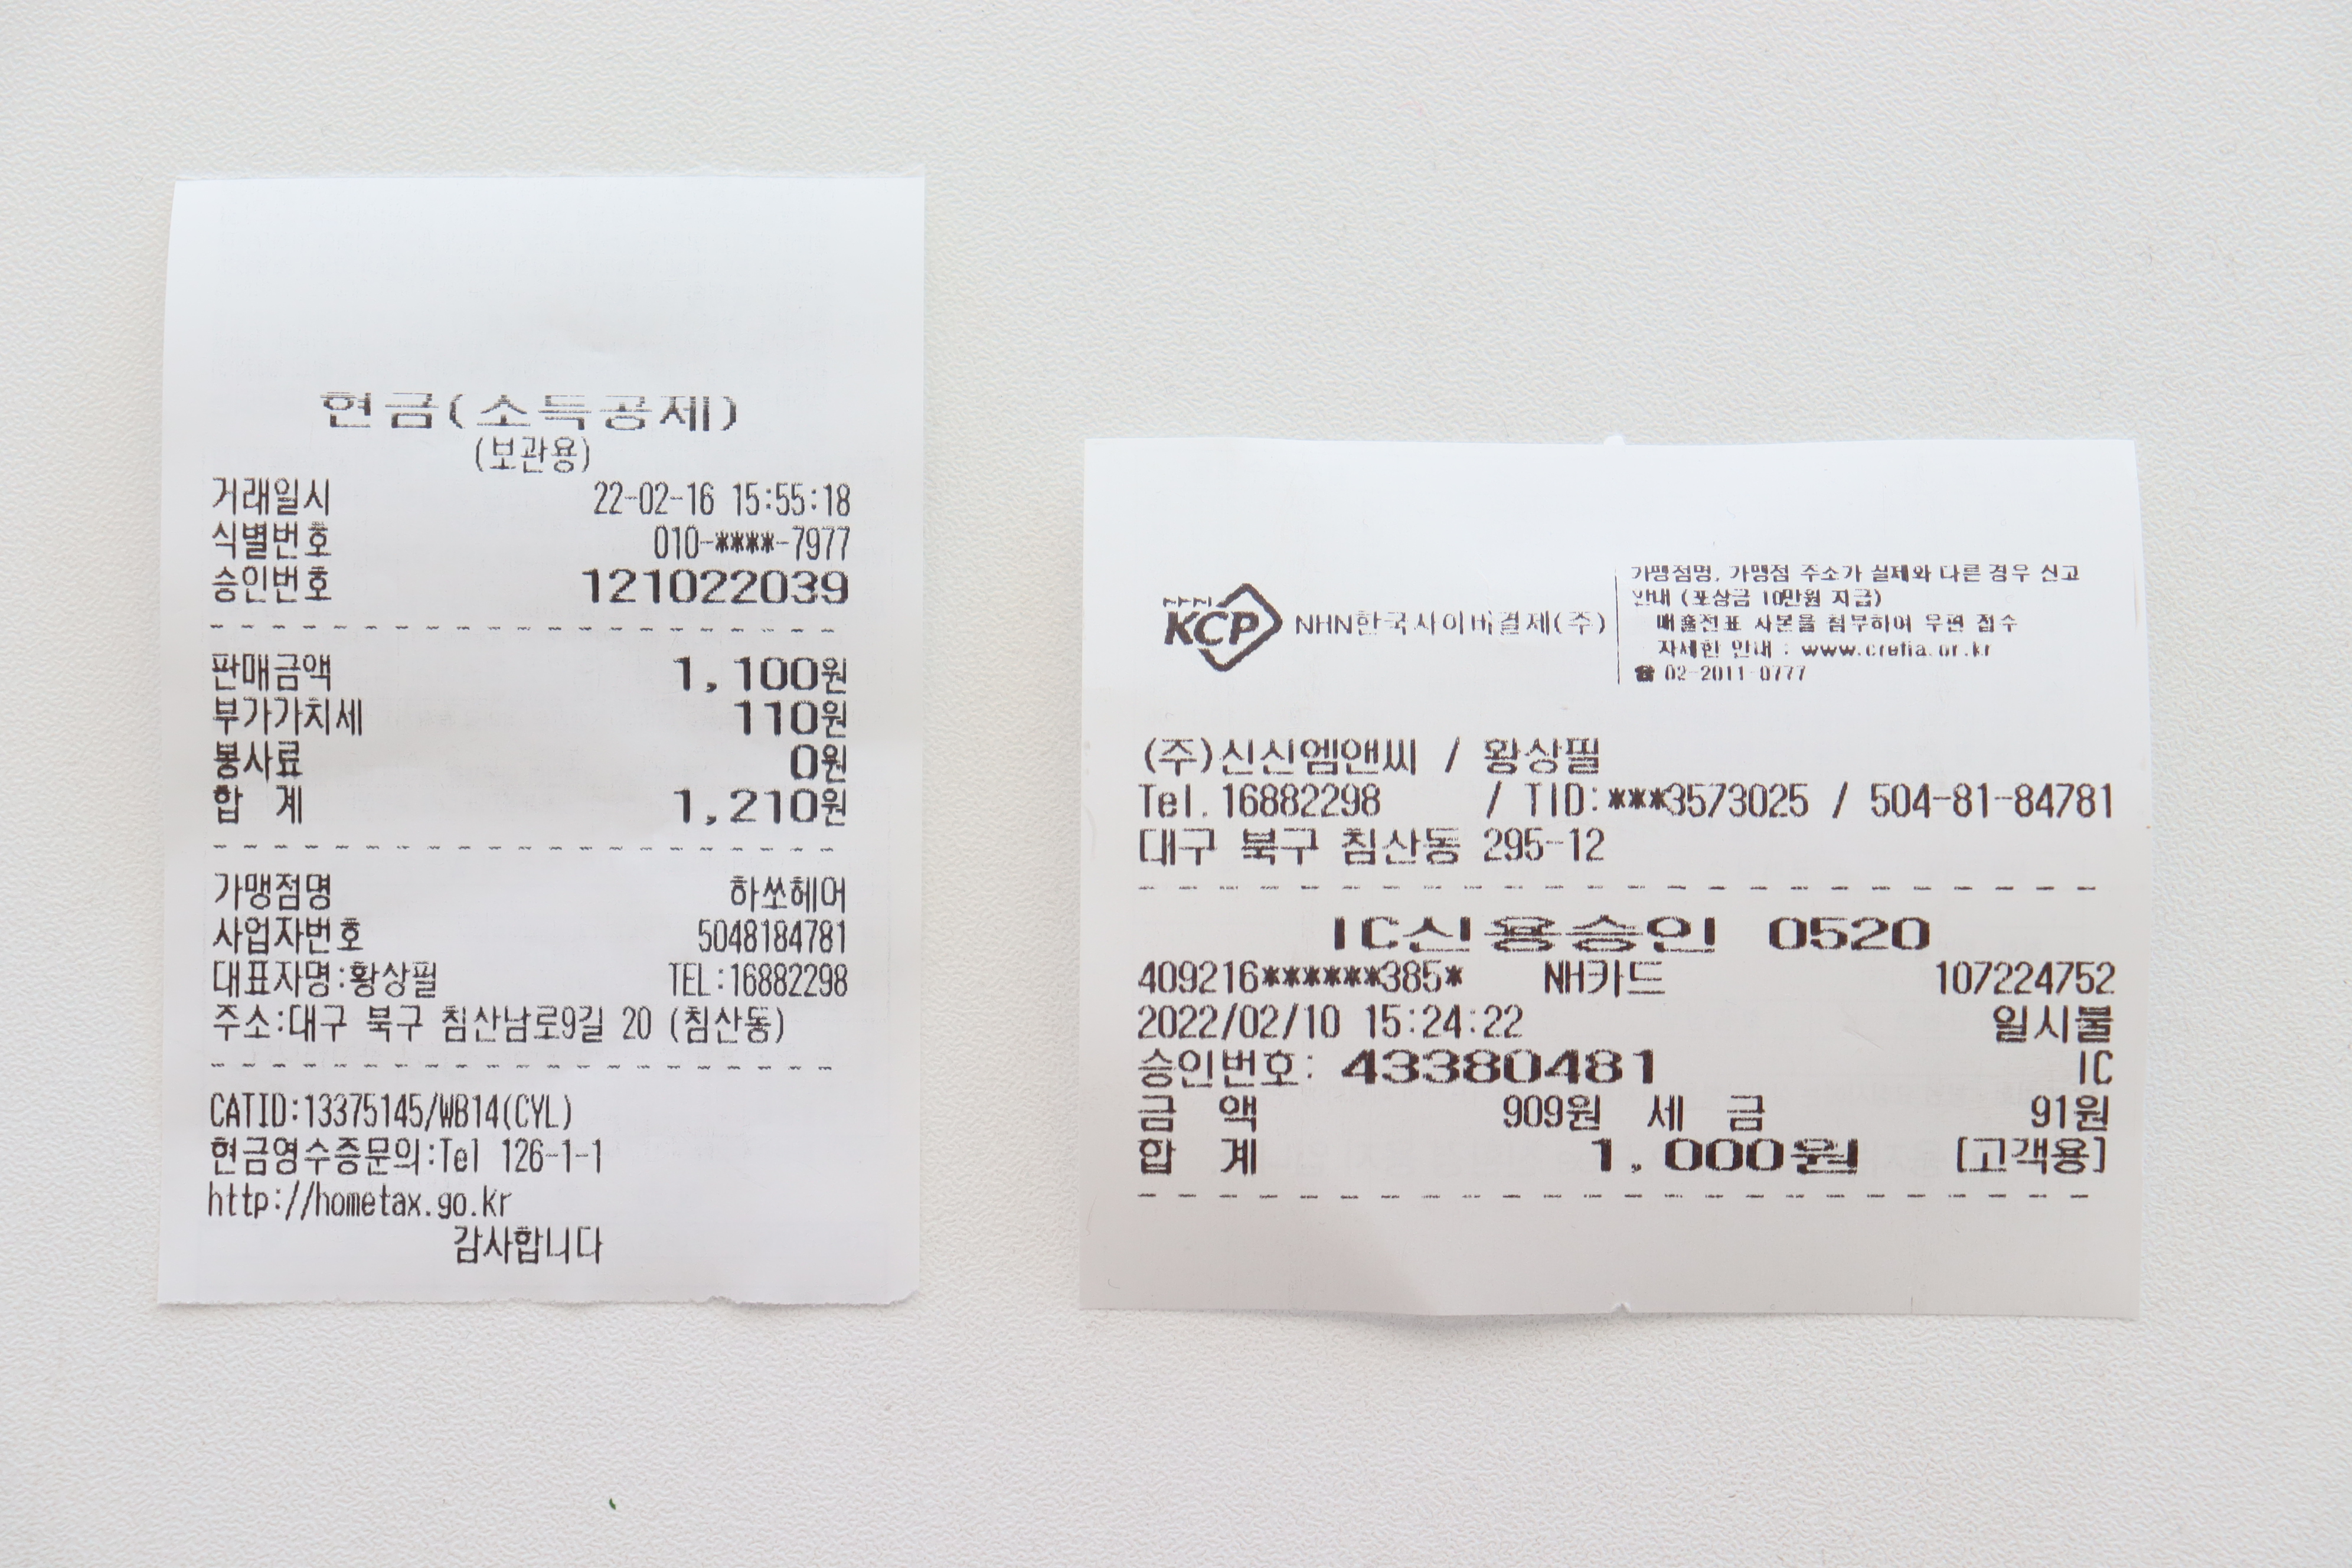 현금(소득공제)
(보관용)
거래일시 22-02-16 15:55:18
식별번호 010-****-7977
승인번호 121022039
판매금액 1,100원
부가가치세 110원
봉사료 0원
합 계 1,210원
가맹점명 하쏘헤어
사업자번호 5048184781
대표자명:황상필 TEL:16882298
주소:대구 북구 침산남로9길 20 (침산동)
CATID:13375145/WB14(CYL)
현금영수증문의:Tel 126-1-1
http://hometax.go.kr
감사합니다
NHN KCP NHN한국사이버결제(주)
가맹점명, 가맹점 주소가 실제와 다른 경우 신고
안내 (포상금 10만원 지급)
매출전표 사본을 첨부하여 우편 접수
자세한 안내 : www.crefia.or.kr
☎ 02-2011-0777
(주)신신엠앤씨 / 황상필
Tel.16882298 / TID:***3573025 / 504-81-84781
대구 북구 침산동 295-12
IC신용승인 0520
409216******385* NH카드 107224752
2022/02/10 15:24:22 일시불
승인번호: 43380481 IC
금 액 909원 세 금 91원
합 계 1,000원 [고객용]